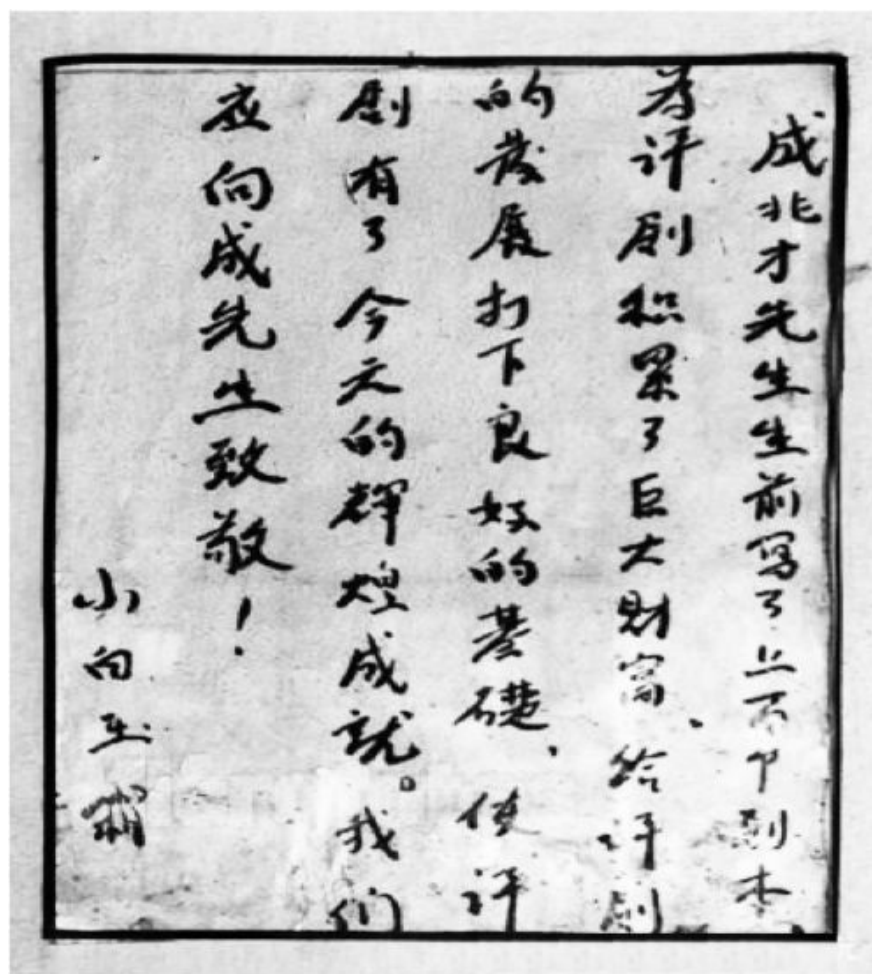 成兆才先生生前写了上百个剧本、
为评剧积累了巨大财富、给评剧
的发展打下良好的基礎、使评
剧有了今天的辉煌成就。我们
应向成先生致敬！
小白玉霜